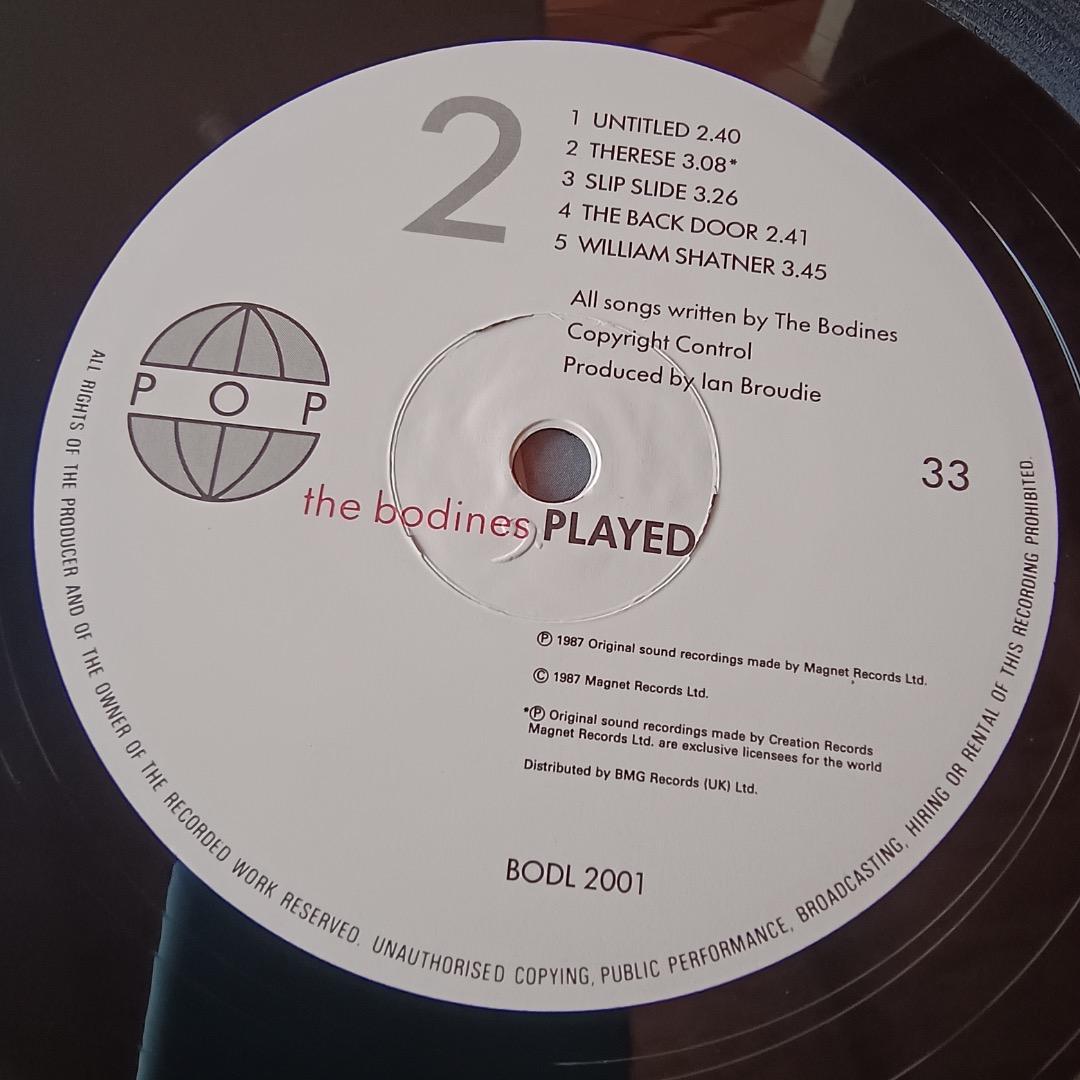 2
1 UNTITLED 2.40
2 THERESE 3.08*
3 SLIP SLIDE 3.26
4 THE BACK DOOR 2.41
5 WILLIAM SHATNER 3.45
All songs written by The Bodines
Copyright Control
Produced by Ian Broudie
POP
33
the bodines PLAYED
Ⓟ 1987 Original sound recordings made by Magnet Records Ltd.
© 1987 Magnet Records Ltd.
*Ⓟ Original sound recordings made by Creation Records
Magnet Records Ltd. are exclusive licensees for the world
Distributed by BMG Records (UK) Ltd.
BODL 2001
ALL RIGHTS OF THE PRODUCER AND OF THE OWNER OF THE RECORDED WORK RESERVED. UNAUTHORISED COPYING, PUBLIC PERFORMANCE, BROADCASTING, HIRING OR RENTAL OF THIS RECORDING PROHIBITED.